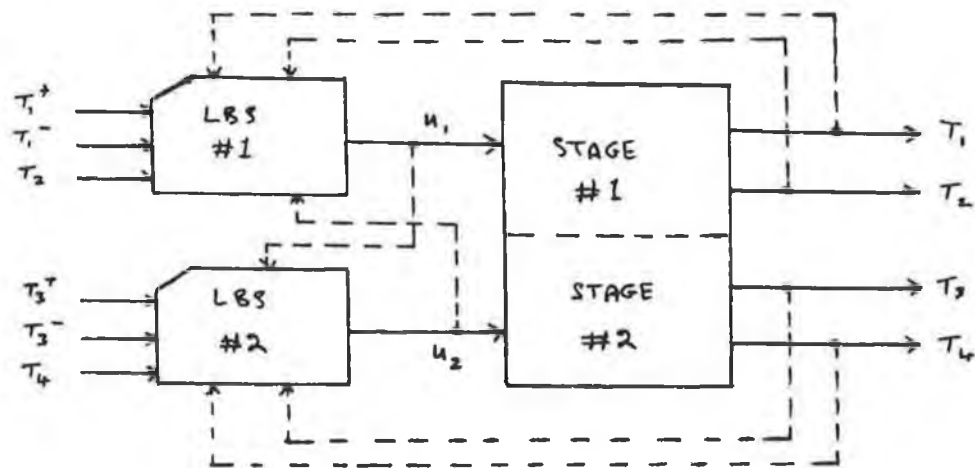 T₁⁺
T₁⁻
T₂
LBS
#1
u₁
STAGE
#1
T₁
T₂
T₃⁺
T₃⁻
T₄
LBS
#2
u₂
STAGE
#2
T₃
T₄